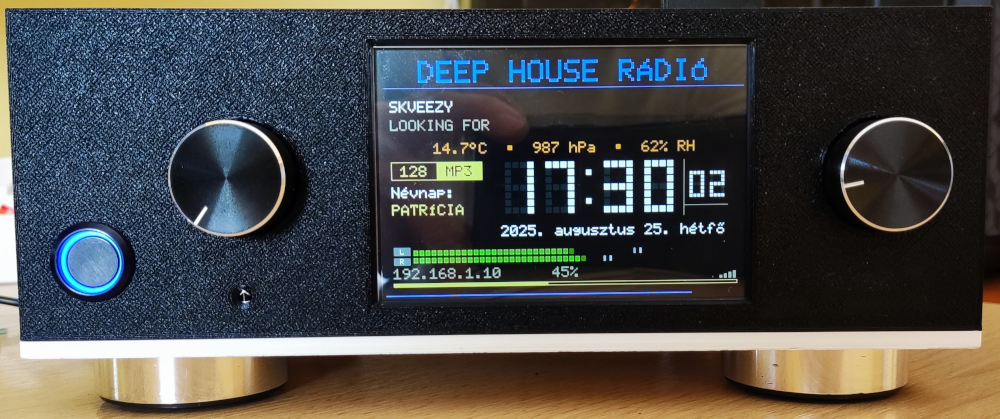 DEEP HOUSE RÁDIó
SKVEEZY
LOOKING FOR
14.7°C ▪ 987 hPa ▪ 62% RH
128 MP3
17:30 02
Névnap:
PATRíCIA
2025. augusztus 25. hétfő
L
R
192.168.1.10 45%